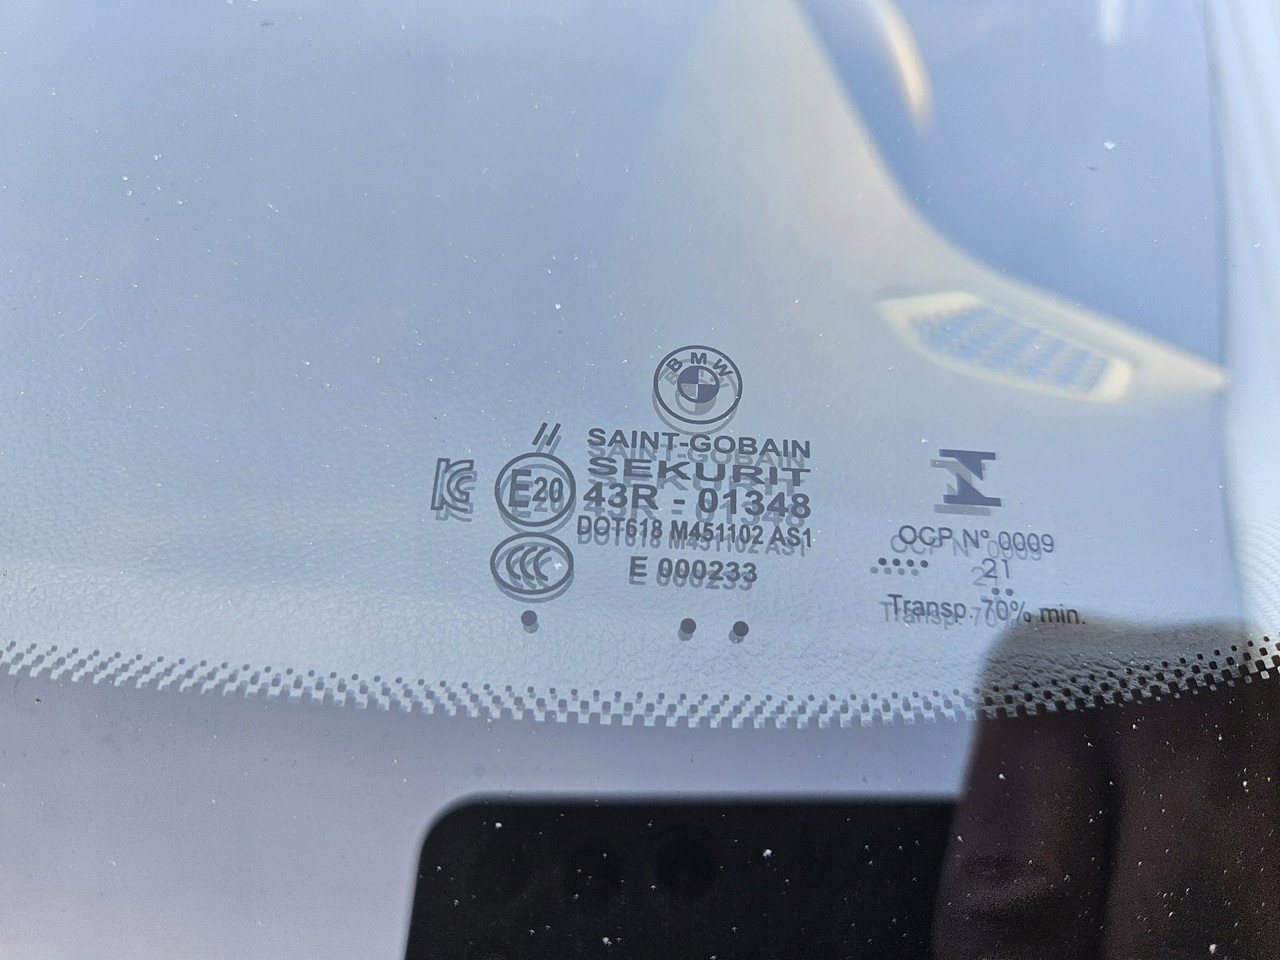 BMW
SAINT-GOBAIN
SEKURIT
E20 43R - 01348
DOT618 M451102 AS1
E 000233
OCP N° 0009
21
Transp. 70% min.